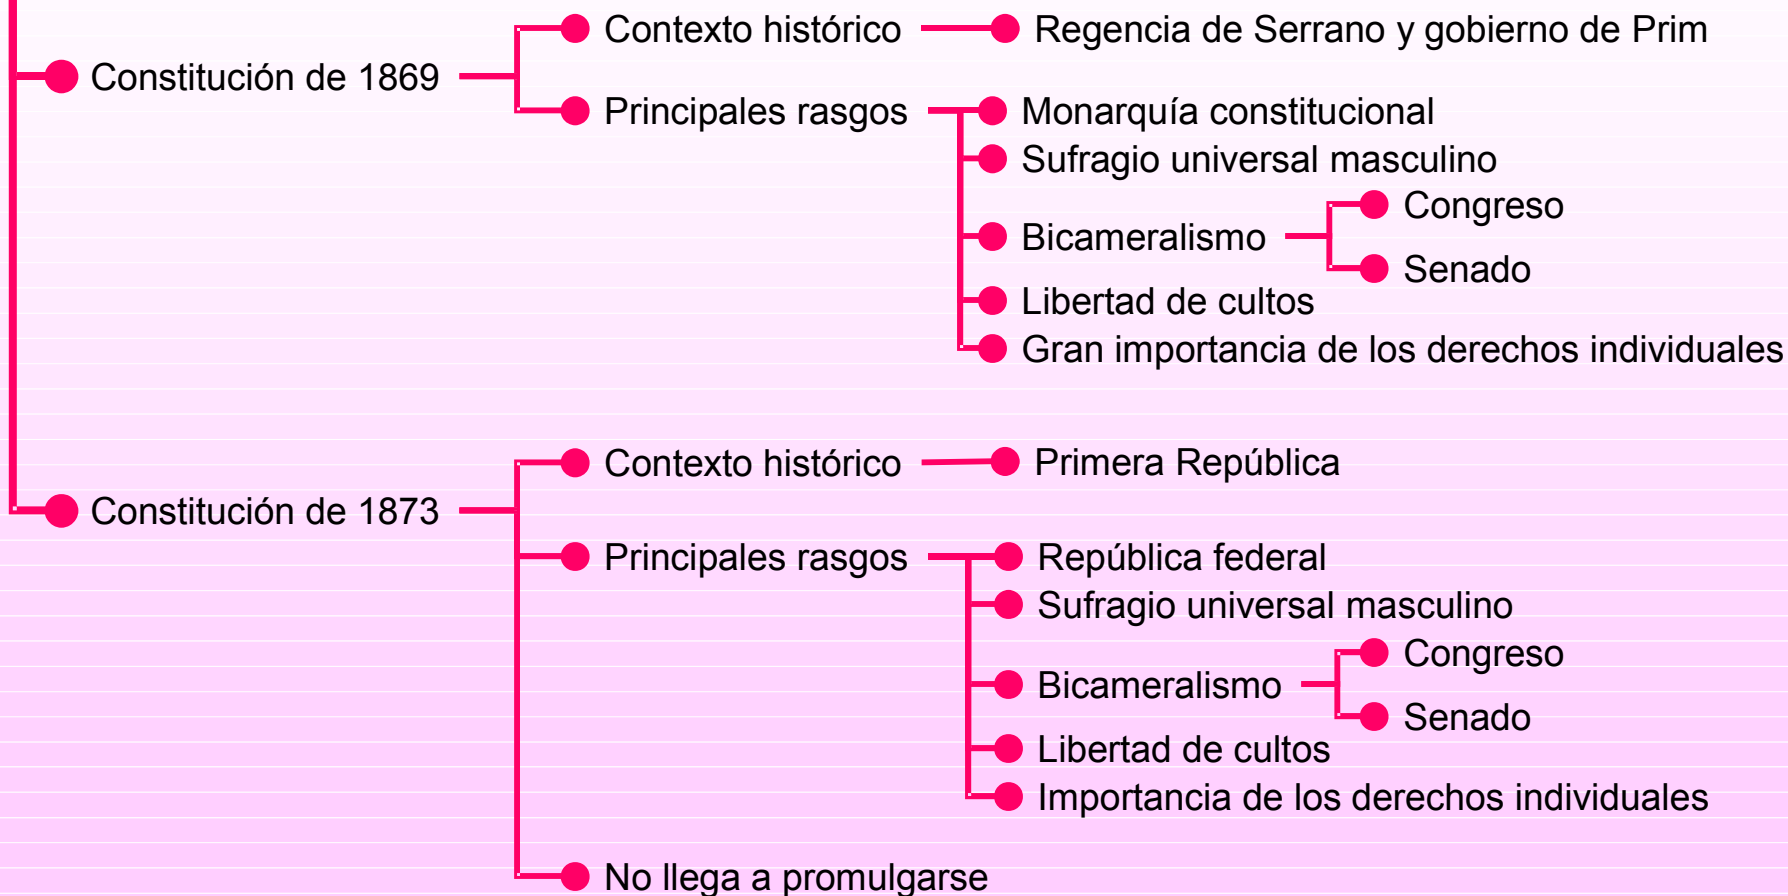 Contexto histórico
Regencia de Serrano y gobierno de Prim
Constitución de 1869
Principales rasgos
Monarquía constitucional
Sufragio universal masculino
Bicameralismo
Congreso
Senado
Libertad de cultos
Gran importancia de los derechos individuales
Contexto histórico
Primera República
Constitución de 1873
Principales rasgos
República federal
Sufragio universal masculino
Bicameralismo
Congreso
Senado
Libertad de cultos
Importancia de los derechos individuales
No llega a promulgarse